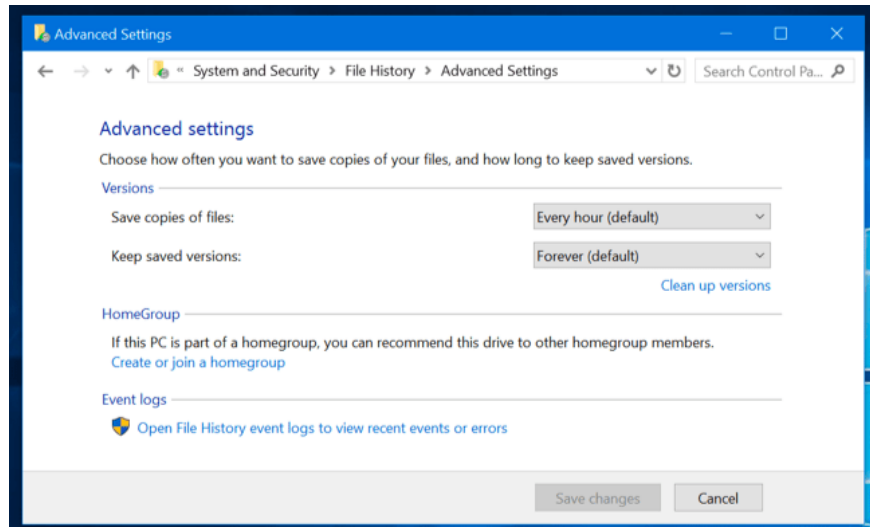 Advanced Settings
« System and Security > File History > Advanced Settings
Search Control Pa...
Advanced settings
Choose how often you want to save copies of your files, and how long to keep saved versions.
Versions
Save copies of files: Every hour (default)
Keep saved versions: Forever (default)
Clean up versions
HomeGroup
If this PC is part of a homegroup, you can recommend this drive to other homegroup members.
Create or join a homegroup
Event logs
Open File History event logs to view recent events or errors
Save changes Cancel